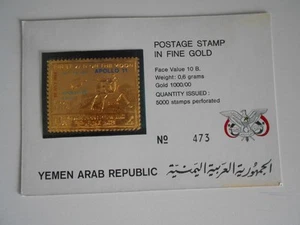 APOLLO 11
POSTAGE STAMP
IN FINE GOLD
Face Value 10 B.
Weight: 0,6 grams
Gold 1000/00
QUANTITY ISSUED :
5000 stamps perforated
No 473
YEMEN ARAB REPUBLIC
الجمهورية العربية اليمنية